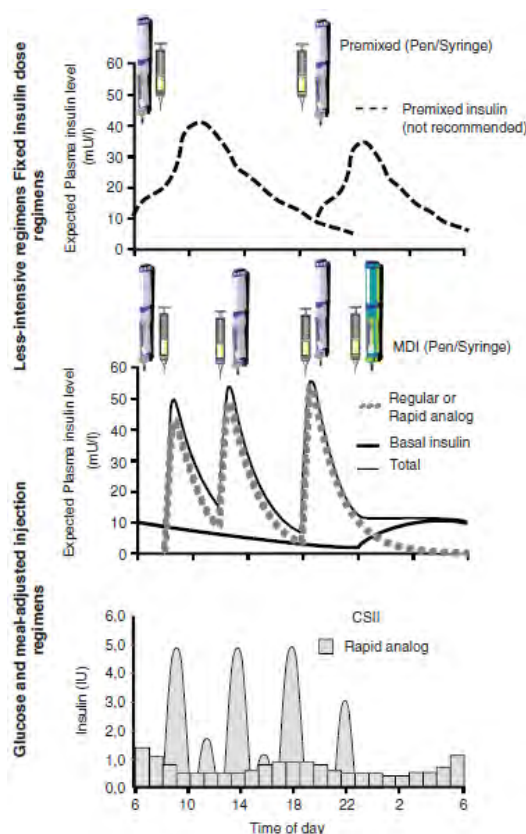 Less-intensive regimens Fixed insulin dose
regimens
Premixed (Pen/Syringe)
Expected Plasma insulin level
(mU/l)
60
50
40
30
20
10
0
Premixed insulin
(not recommended)
MDI (Pen/Syringe)
Expected Plasma insulin level
(mU/l)
60
50
40
30
20
10
0
Regular or
Rapid analog
Basal insulin
Total
Glucose and meal-adjusted injection
regimens
CSII
Rapid analog
Insulin (IU)
6,0
5,0
4,0
3,0
2,0
1,0
0,0
6 10 14 18 22 2 6
Time of day